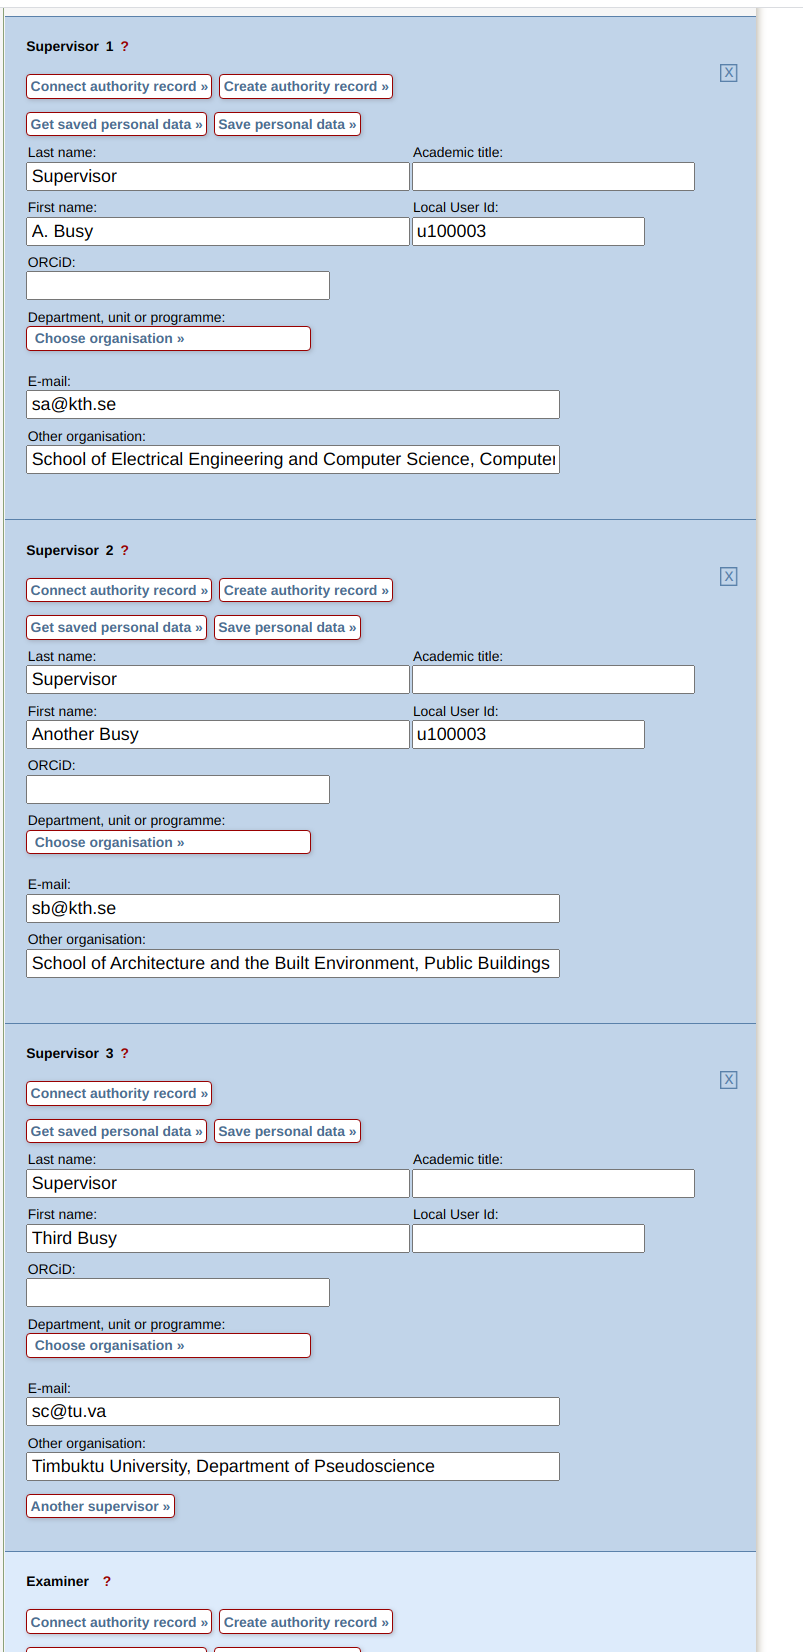 Supervisor 1 ?
X
Connect authority record » Create authority record »
Get saved personal data » Save personal data »
Last name: Academic title:
Supervisor
First name: Local User Id:
A. Busy u100003
ORCiD:
Department, unit or programme:
Choose organisation »
E-mail:
sa@kth.se
Other organisation:
School of Electrical Engineering and Computer Science, Computer
Supervisor 2 ?
X
Connect authority record » Create authority record »
Get saved personal data » Save personal data »
Last name: Academic title:
Supervisor
First name: Local User Id:
Another Busy u100003
ORCiD:
Department, unit or programme:
Choose organisation »
E-mail:
sb@kth.se
Other organisation:
School of Architecture and the Built Environment, Public Buildings
Supervisor 3 ?
X
Connect authority record »
Get saved personal data » Save personal data »
Last name: Academic title:
Supervisor
First name: Local User Id:
Third Busy
ORCiD:
Department, unit or programme:
Choose organisation »
E-mail:
sc@tu.va
Other organisation:
Timbuktu University, Department of Pseudoscience
Another supervisor »
Examiner ?
Connect authority record » Create authority record »